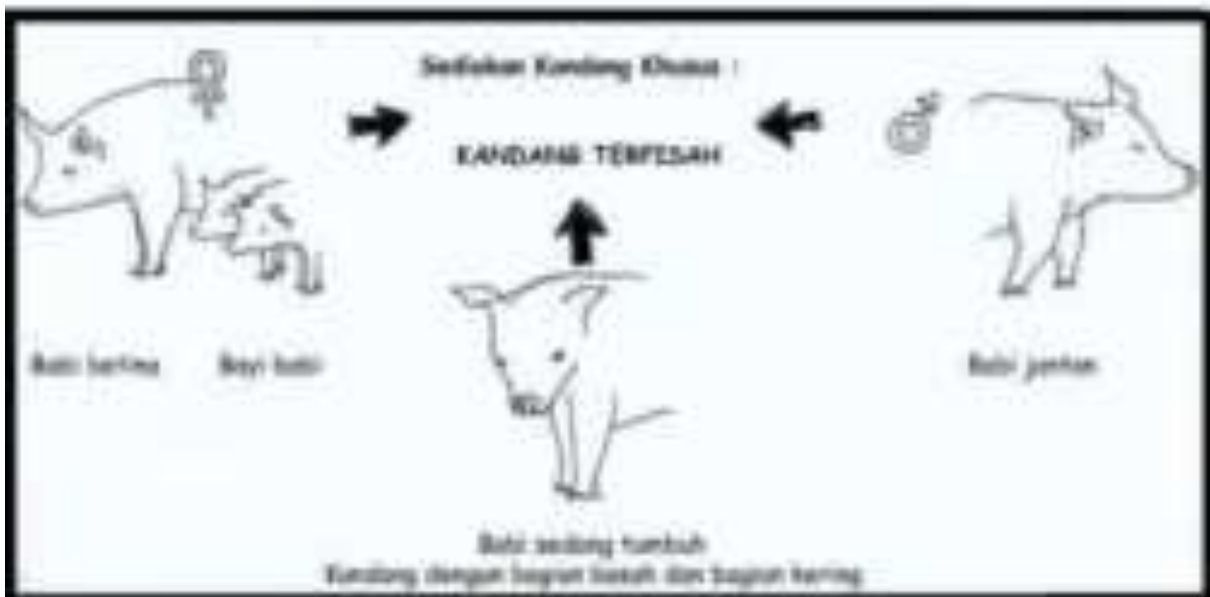 Sediakan Kandang Khusus :
KANDANG TERPISAH
Babi betina
Bayi babi
Babi jantan
Babi sedang tumbuh
Kandang dengan bagian basah dan bagian kering